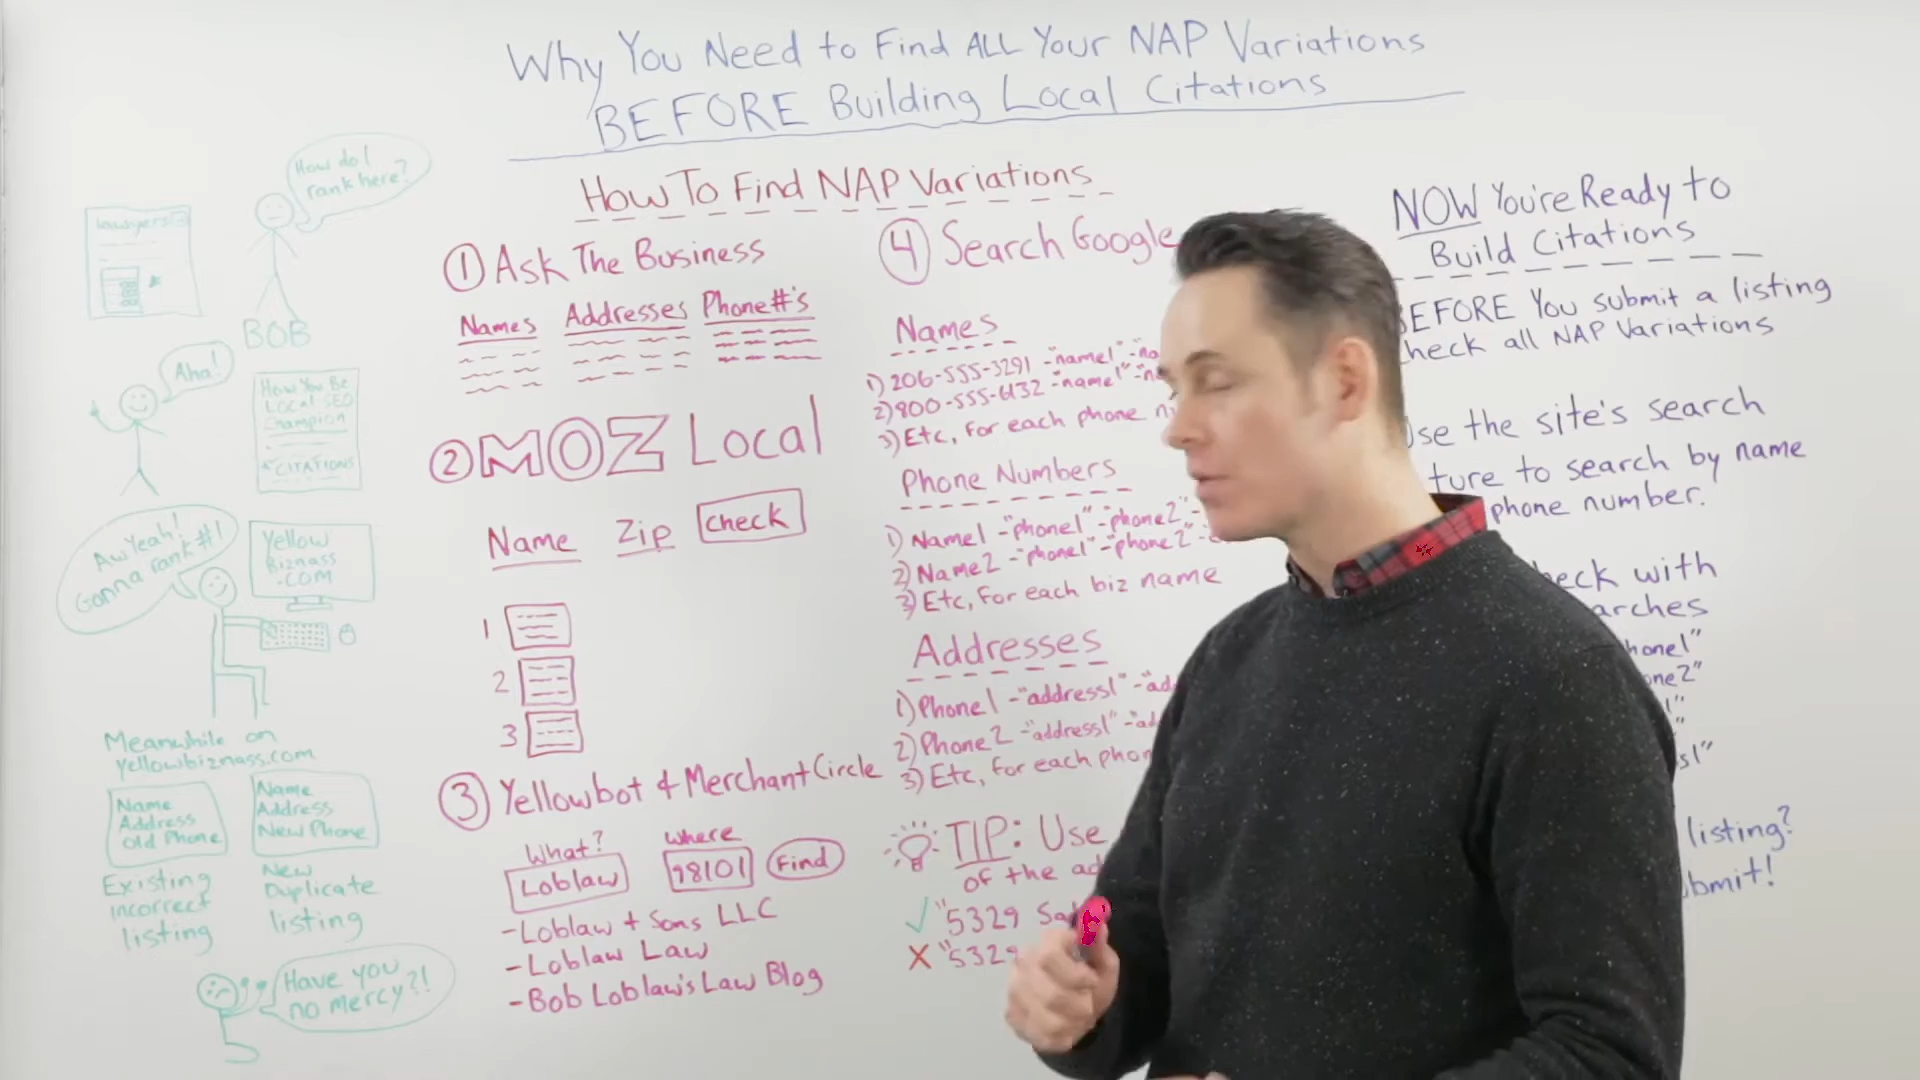 Why You Need to Find ALL Your NAP Variations
BEFORE Building Local Citations
How do I
rank here?
lawyers
BOB
Aha!
How You Be
Local SEO
Champion
CITATIONS
Aw Yeah!
Gonna rank #1
Yellow
Biznass
.COM
Meanwhile on
yellowbiznass.com
Name
Address
Old Phone
Name
Address
New Phone
Existing
incorrect
listing
New
Duplicate
listing
Have you
no mercy?!
How To Find NAP Variations
1 Ask The Business
Names Addresses Phone#'s
2 MOZ Local
Name Zip check
1
2
3
3 Yellowbot & MerchantCircle
What? Where
Loblaw 98101 Find
- Loblaw + Sons LLC
- Loblaw Law
- Bob Loblaw's Law Blog
4 Search Google
Names
1) 206-555-3291 -"name1"-
2) 800-555-6132 -"name1"-
3) Etc, for each phone
Phone Numbers
1) Name1 -"phone1"-"phone2"-
2) Name2 -"phone1"-"phone2"-
3) Etc, for each biz name
Addresses
1) Phone1 -"address1"-
2) Phone2 -"address1"-
3) Etc, for each
TIP: Use
of the
✓ "5329
X "5329
NOW You're Ready to
Build Citations
BEFORE You submit a listing
check all NAP Variations
Use the site's search
to search by name
phone number.
with
listing?